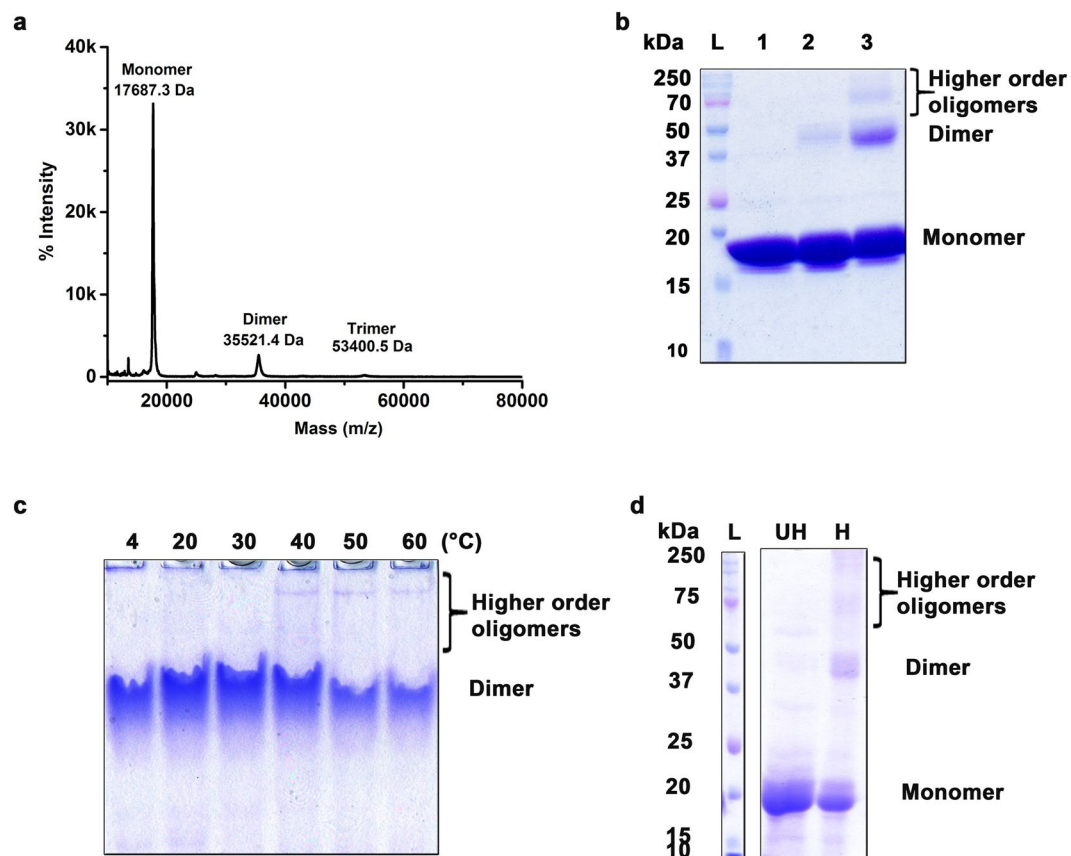 a
40k
30k
20k
10k
0
% Intensity
Monomer
17687.3 Da
Dimer
35521.4 Da
Trimer
53400.5 Da
20000 40000 60000 80000
Mass (m/z)
b
kDa L 1 2 3
250
70
50
37
25
20
15
10
Higher order
oligomers
Dimer
Monomer
c
4 20 30 40 50 60 (°C)
Higher order
oligomers
Dimer
d
kDa L UH H
250
75
50
37
25
20
15
10
Higher order
oligomers
Dimer
Monomer